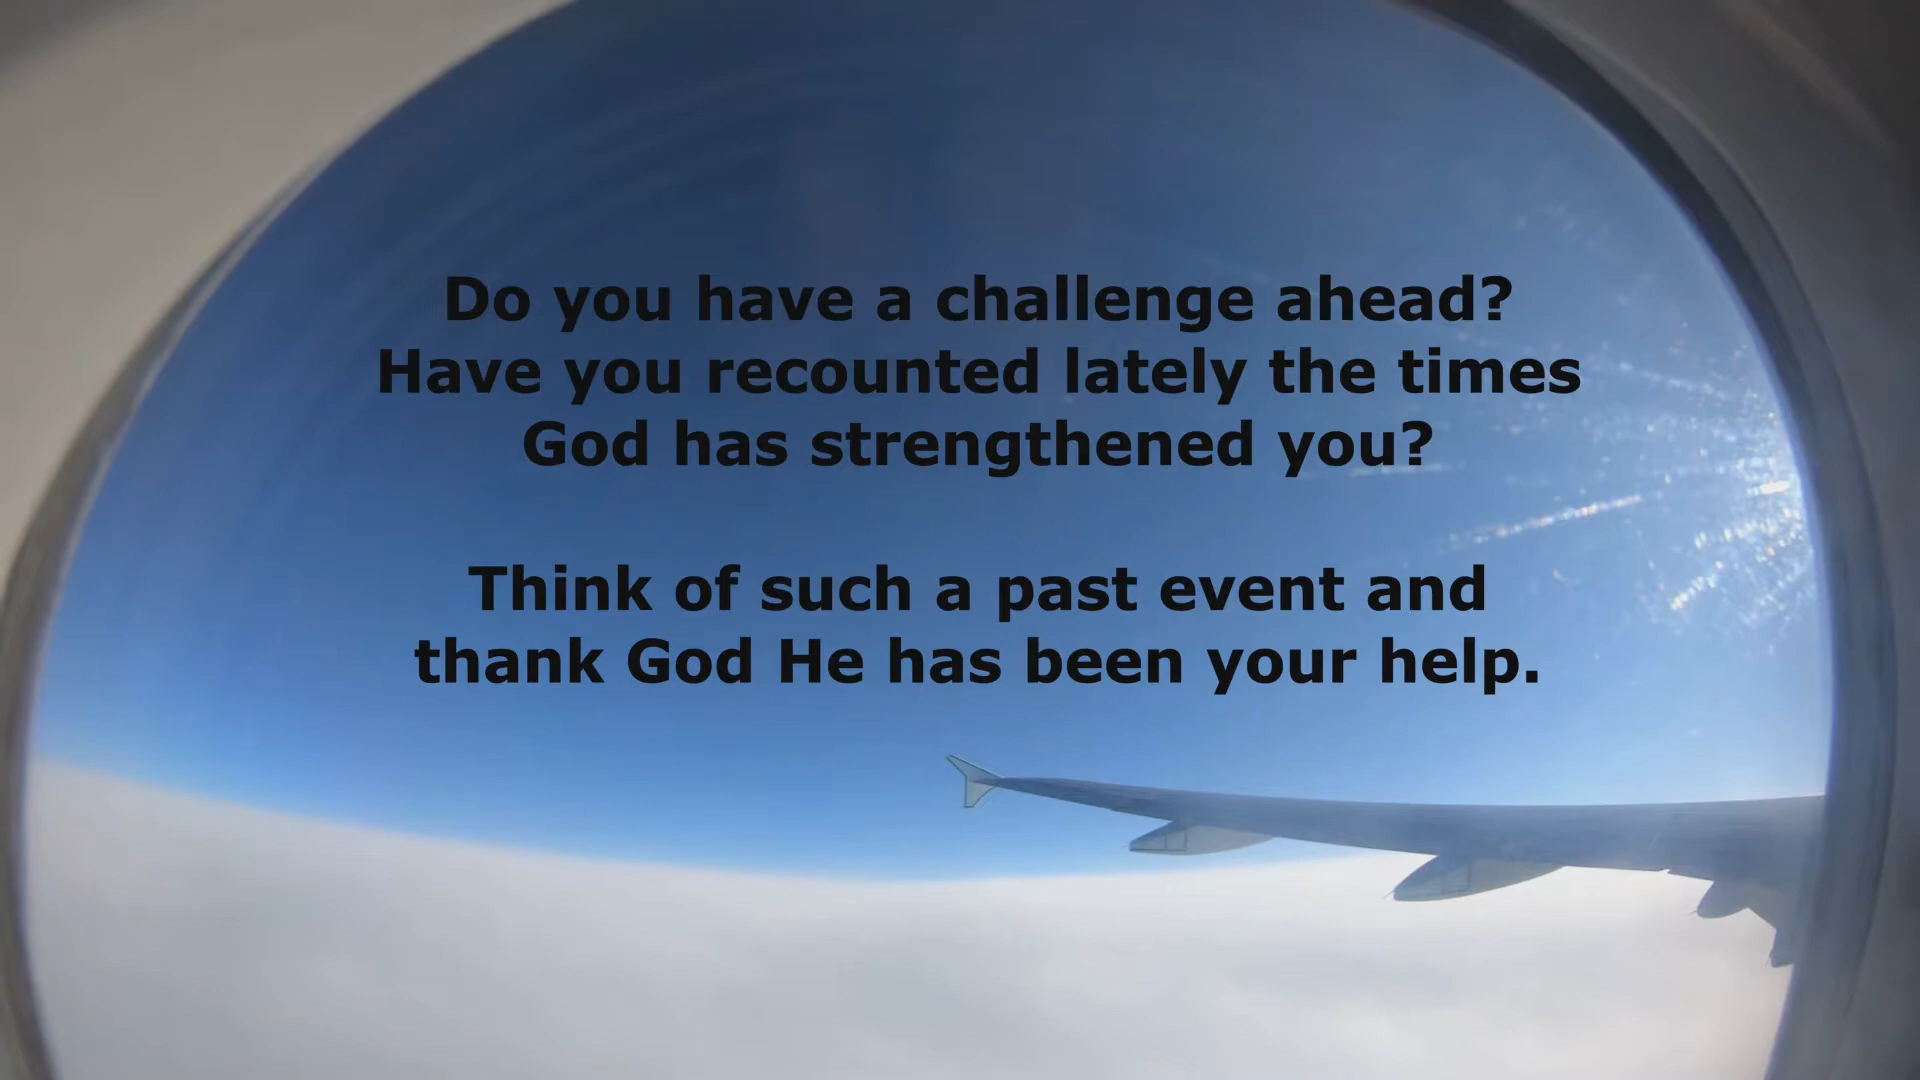 Do you have a challenge ahead?
Have you recounted lately the times
God has strengthened you?
Think of such a past event and
thank God He has been your help.